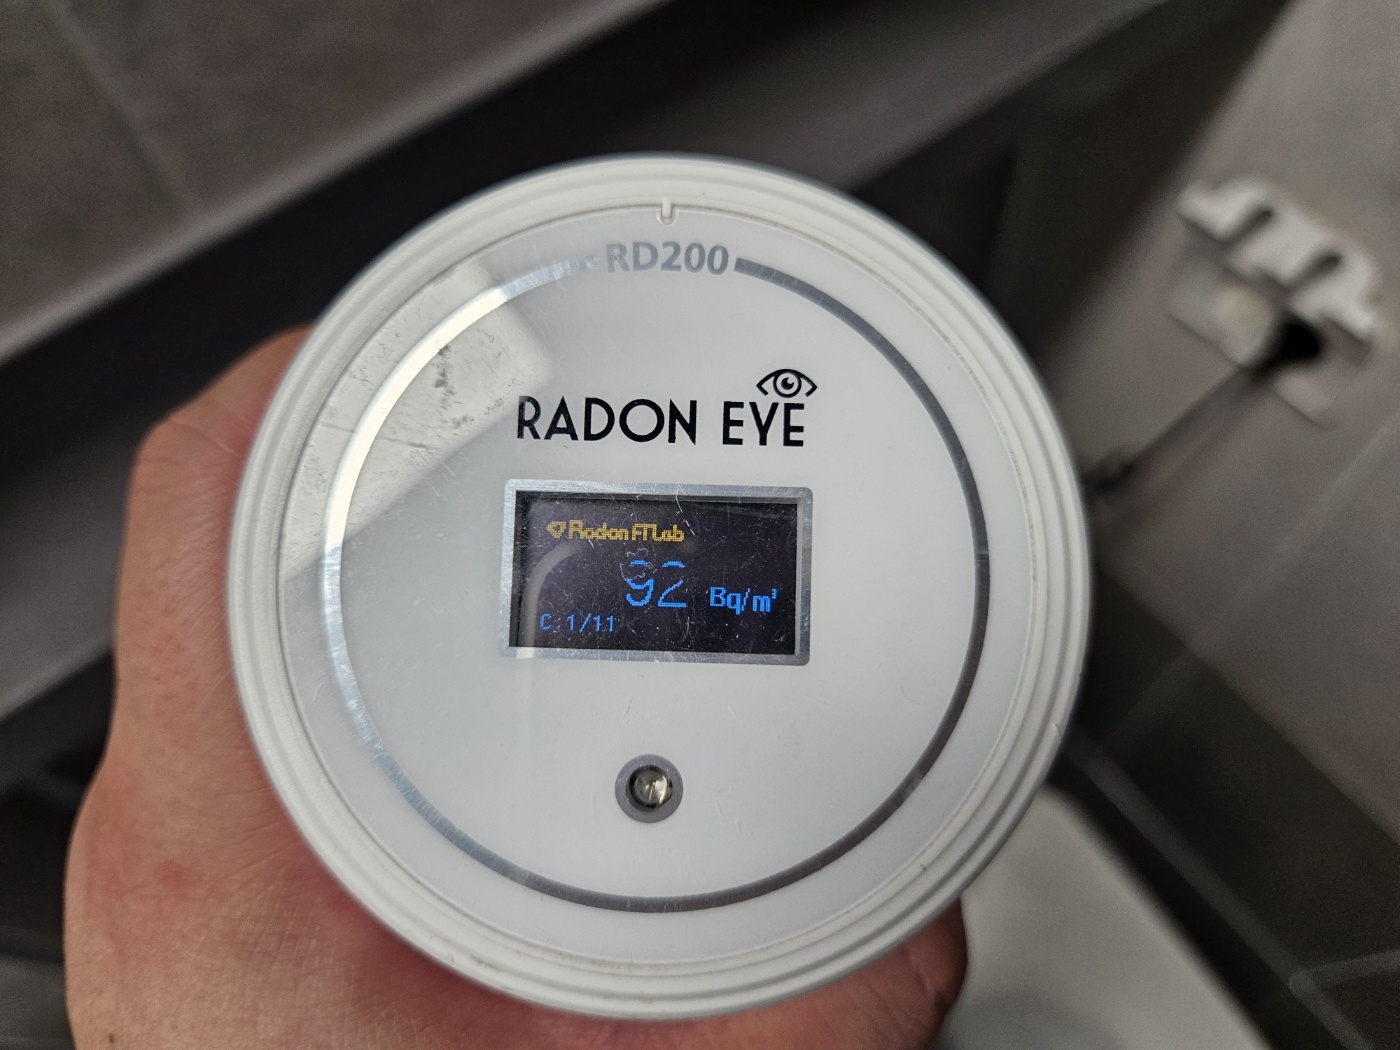 RD200
RADON EYE
Radon FTLab
92 Bq/m³
C:1/11